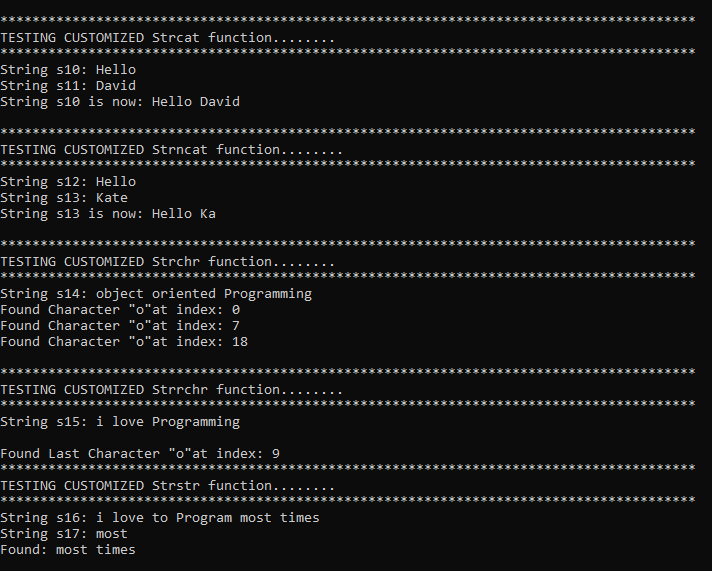 ***************************************************************************************
TESTING CUSTOMIZED Strcat function........
***************************************************************************************
String s10: Hello
String s11: David
String s10 is now: Hello David
***************************************************************************************
TESTING CUSTOMIZED Strncat function........
***************************************************************************************
String s12: Hello
String s13: Kate
String s13 is now: Hello Ka
***************************************************************************************
TESTING CUSTOMIZED Strchr function........
***************************************************************************************
String s14: object oriented Programming
Found Character "o"at index: 0
Found Character "o"at index: 7
Found Character "o"at index: 18
***************************************************************************************
TESTING CUSTOMIZED Strrchr function........
***************************************************************************************
String s15: i love Programming
Found Last Character "o"at index: 9
***************************************************************************************
TESTING CUSTOMIZED Strstr function........
***************************************************************************************
String s16: i love to Program most times
String s17: most
Found: most times